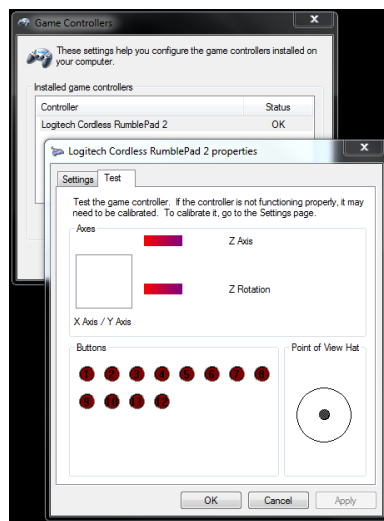 Game Controllers
X
These settings help you configure the game controllers installed on
your computer.
Installed game controllers
Controller Status
Logitech Cordless RumblePad 2 OK
Logitech Cordless RumblePad 2 properties
X
Settings Test
Test the game controller. If the controller is not functioning properly, it may
need to be calibrated. To calibrate it, go to the Settings page.
Axes
Z Axis
Z Rotation
X Axis / Y Axis
Buttons
1 2 3 4 5 6 7 8
9 10 11 12
Point of View Hat
OK Cancel Apply